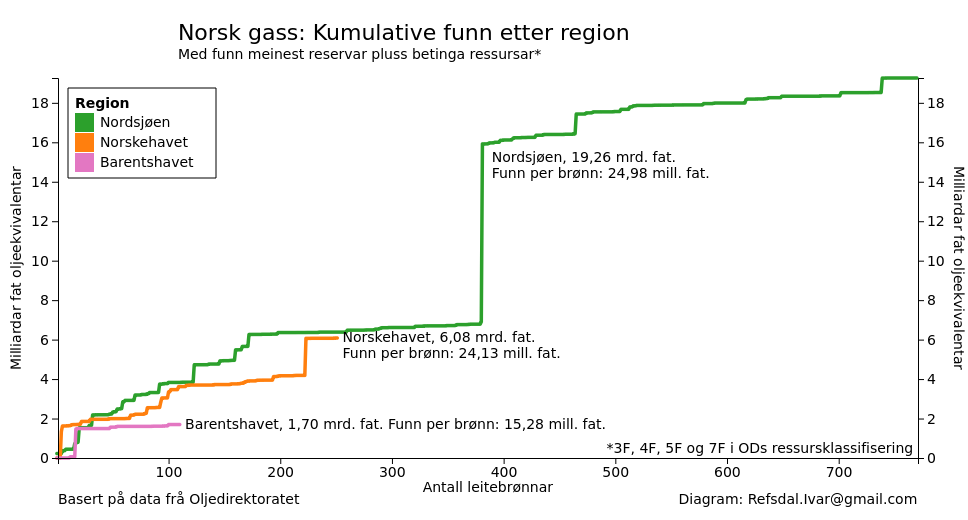 Norsk gass: Kumulative funn etter region
Med funn meinest reservar pluss betinga ressursar*
Region
Nordsjøen
Norskehavet
Barentshavet
Milliardar fat oljeekvivalentar
18
16
14
12
10
8
6
4
2
0
Nordsjøen, 19,26 mrd. fat.
Funn per brønn: 24,98 mill. fat.
Norskehavet, 6,08 mrd. fat.
Funn per brønn: 24,13 mill. fat.
Barentshavet, 1,70 mrd. fat. Funn per brønn: 15,28 mill. fat.
*3F, 4F, 5F og 7F i ODs ressursklassifisering
18
16
14
12
10
8
6
4
2
0
Milliardar fat oljeekvivalentar
100 200 300 400 500 600 700
Antall leitebrønnar
Basert på data frå Oljedirektoratet
Diagram: Refsdal.Ivar@gmail.com